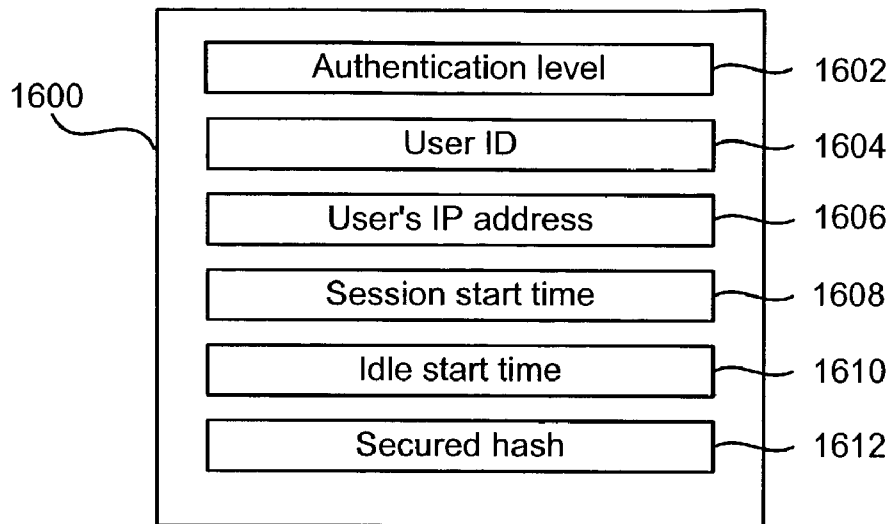 Authentication level 1602
1600
User ID 1604
User's IP address 1606
Session start time 1608
Idle start time 1610
Secured hash 1612